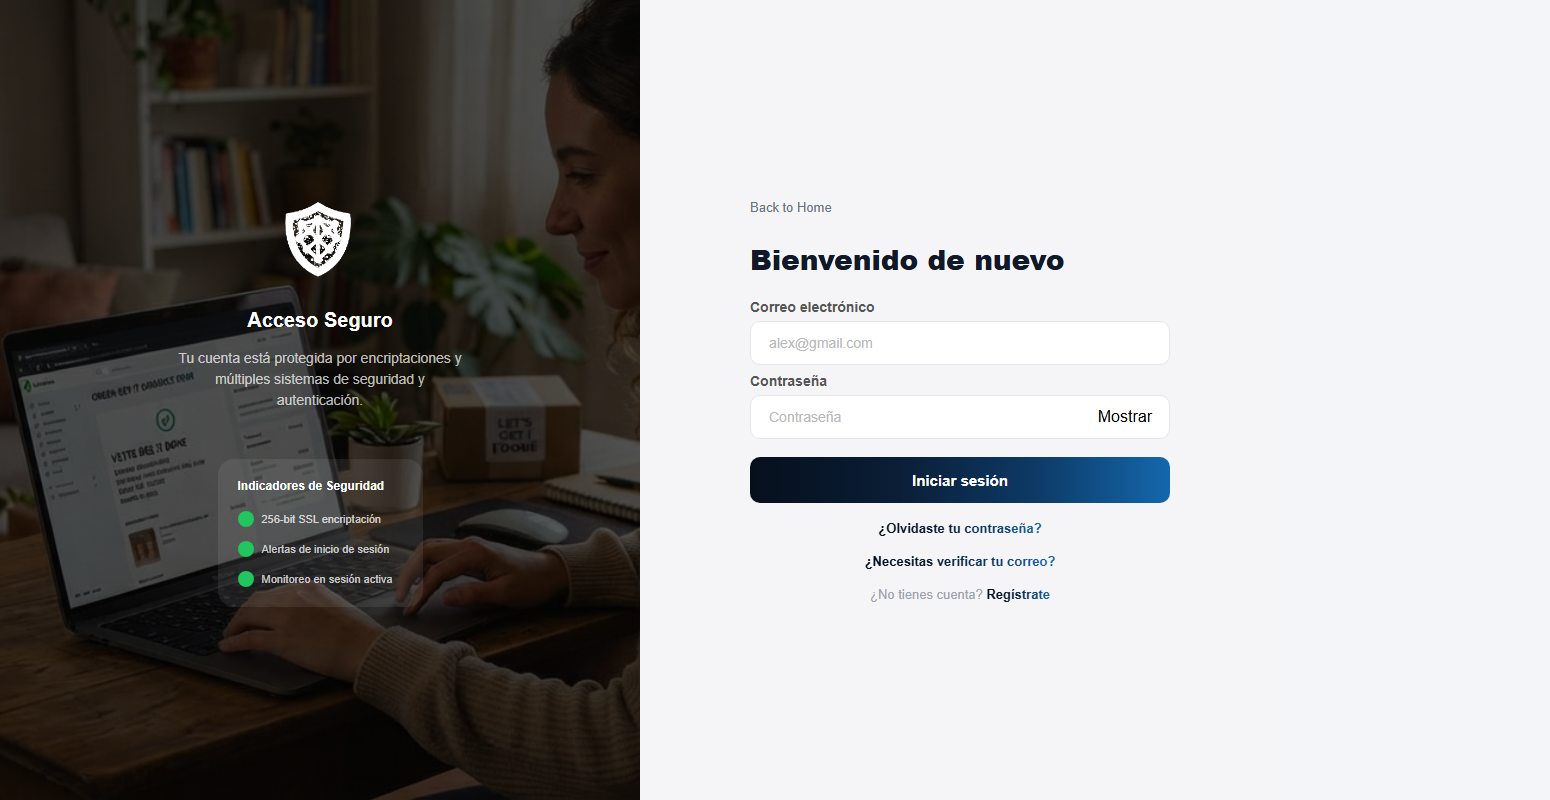 Acceso Seguro
Tu cuenta está protegida por encriptaciones y
múltiples sistemas de seguridad y
autenticación.
LET'S
GET I
Indicadores de Seguridad
256-bit SSL encriptación
Alertas de inicio de sesión
Monitoreo en sesión activa
Back to Home
Bienvenido de nuevo
Correo electrónico
alex@gmail.com
Contraseña
Contraseña
Mostrar
Iniciar sesión
¿Olvidaste tu contraseña?
¿Necesitas verificar tu correo?
¿No tienes cuenta? Regístrate